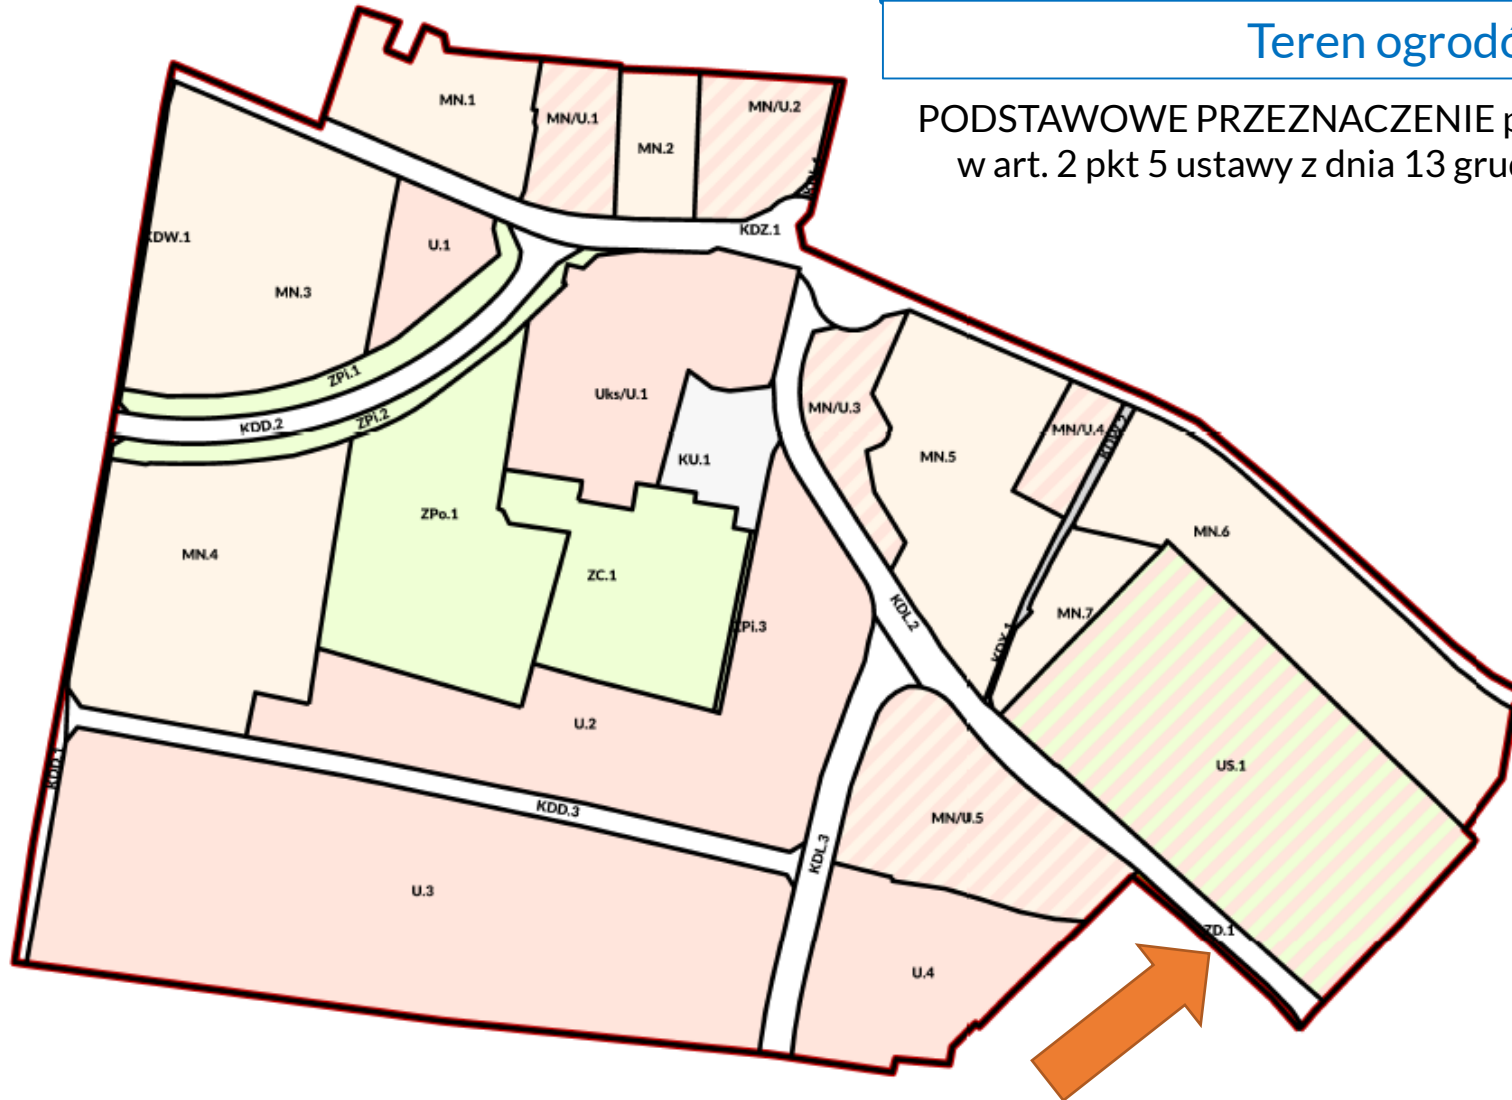 Teren ogrodó
PODSTAWOWE PRZEZNACZENIE p
w art. 2 pkt 5 ustawy z dnia 13 gru
MN.1
MN/U.1
MN.2
MN/U.2
KDZ.1
KDW.1
U.1
MN.3
ZPi.1
KDD.2
ZPi.2
Uks/U.1
MN/U.3
MN/U.4
KDW.2
KU.1
MN.5
ZPo.1
MN.6
MN.4
ZC.1
KDL.2
MN.7
ZPi.3
KDX.1
U.2
KDD.1
US.1
KDD.3
MN/U.5
KDL.3
U.3
ZD.1
U.4